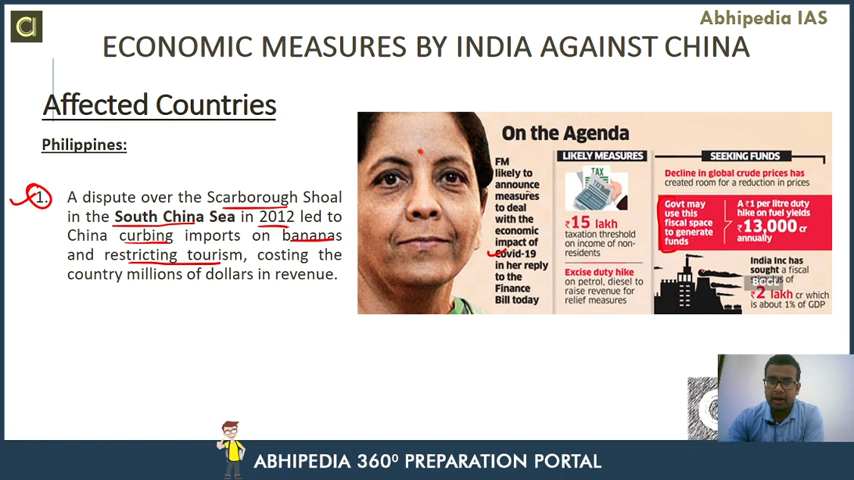 Abhipedia IAS
ECONOMIC MEASURES BY INDIA AGAINST CHINA
Affected Countries
Philippines:
1. A dispute over the Scarborough Shoal
in the South China Sea in 2012 led to
China curbing imports on bananas
and restricting tourism, costing the
country millions of dollars in revenue.
On the Agenda
FM
likely to
announce
measures
to deal
with the
economic
impact of
Covid-19
in her reply
to the
Finance
Bill today
LIKELY MEASURES
TAX
₹15 lakh
taxation threshold
on income of non-
residents
Excise duty hike
on petrol, diesel to
raise revenue for
relief measures
SEEKING FUNDS
Decline in global crude prices has
created room for a reduction in prices
Govt may
use this
fiscal space
to generate
funds
A ₹1 per litre duty
hike on fuel yields
₹13,000 cr
annually
India Inc has
sought a fiscal
of
₹2 lakh cr which
is about 1% of GDP
ABHIPEDIA 360⁰ PREPARATION PORTAL